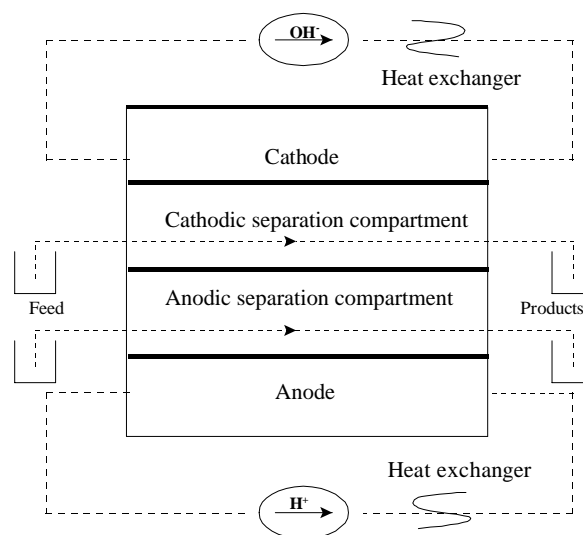 OH-
Heat exchanger
Cathode
Cathodic separation compartment
Anodic separation compartment
Feed
Products
Anode
Heat exchanger
H+